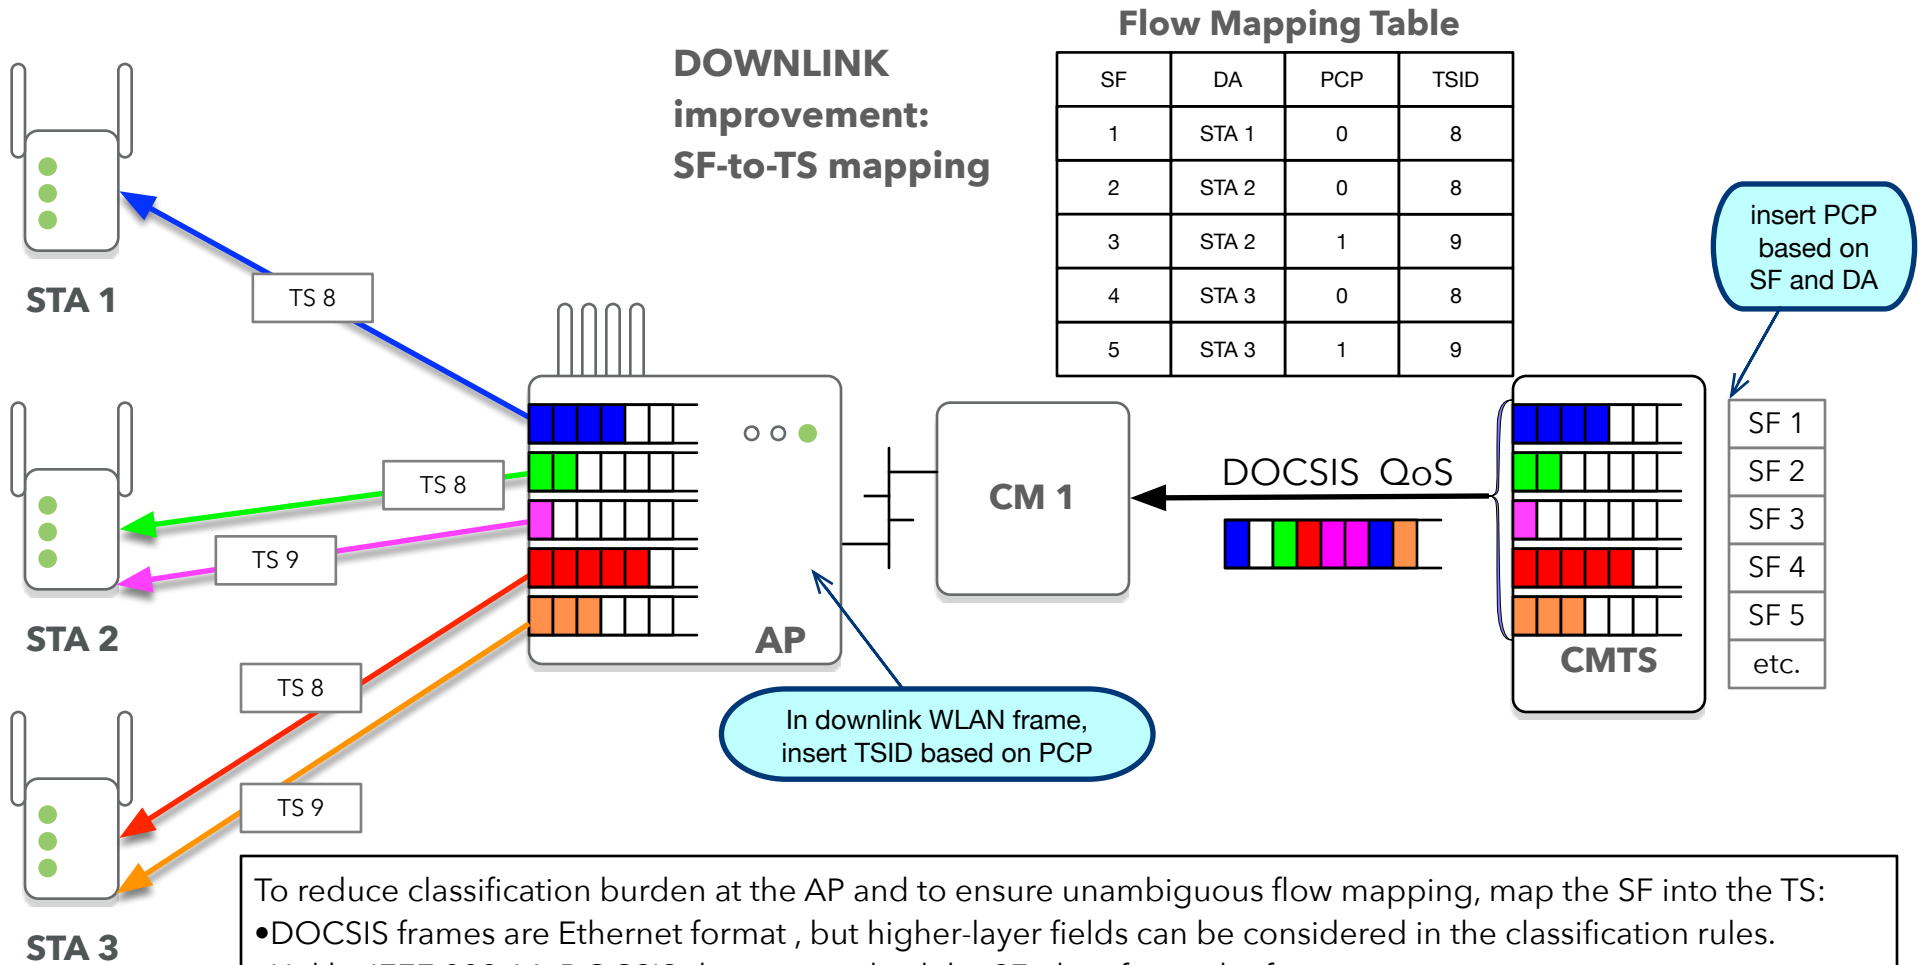 Flow Mapping Table
DOWNLINK
improvement:
SF-to-TS mapping
SF DA PCP TSID
1 STA 1 0 8
2 STA 2 0 8
3 STA 2 1 9
4 STA 3 0 8
5 STA 3 1 9
insert PCP
based on
SF and DA
STA 1
TS 8
STA 2
TS 8
TS 9
STA 3
TS 8
TS 9
AP
CM 1
DOCSIS QoS
CMTS
SF 1
SF 2
SF 3
SF 4
SF 5
etc.
In downlink WLAN frame,
insert TSID based on PCP
To reduce classification burden at the AP and to ensure unambiguous flow mapping, map the SF into the TS:
•DOCSIS frames are Ethernet format , but higher-layer fields can be considered in the classification rules.